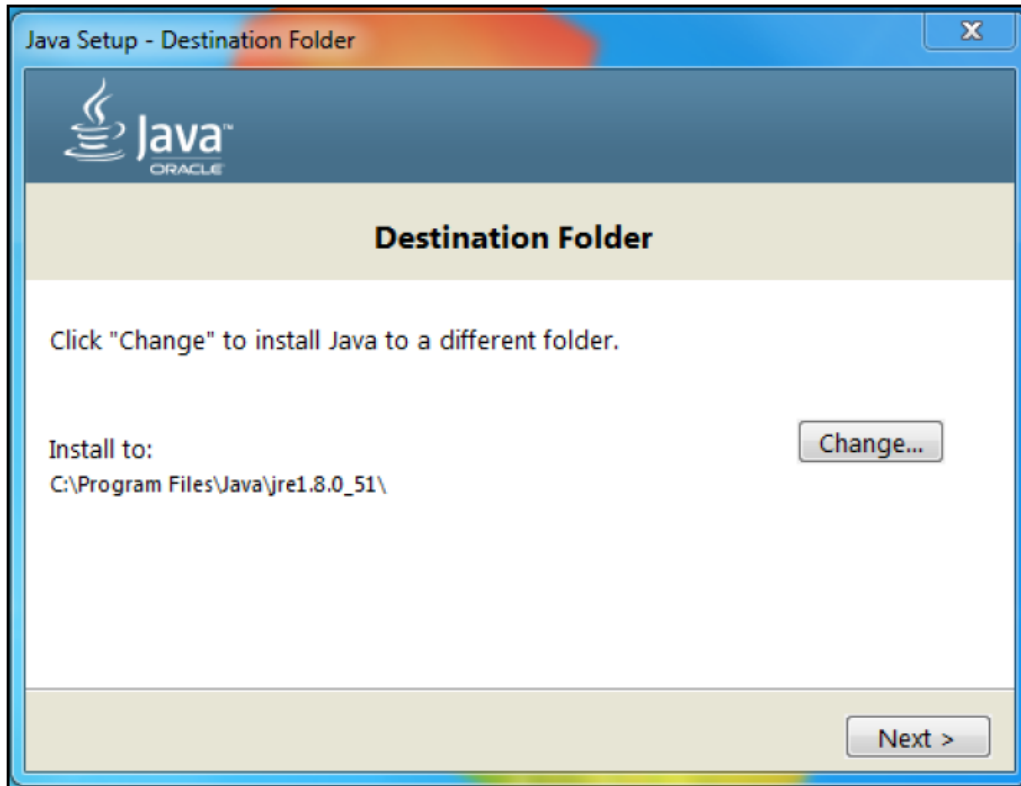 Java Setup - Destination Folder
Java™
ORACLE
Destination Folder
Click "Change" to install Java to a different folder.
Install to:
Change...
C:\Program Files\Java\jre1.8.0_51\
Next >